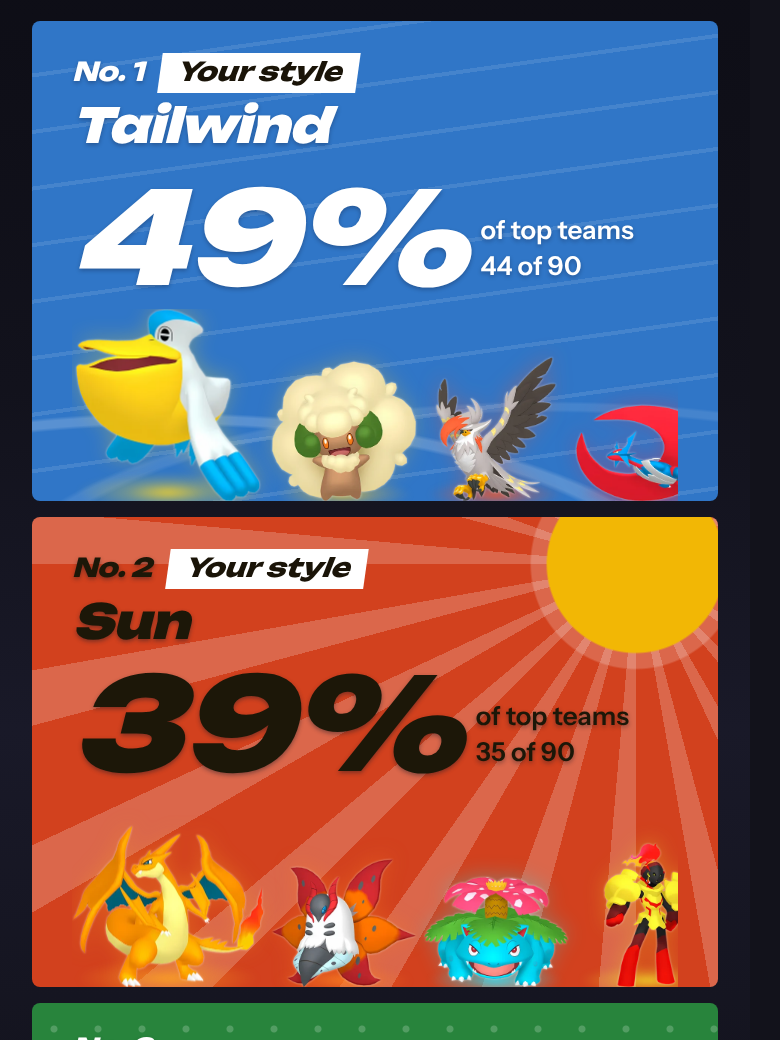 No. 1 Your style
Tailwind
49%
of top teams
44 of 90
No. 2 Your style
Sun
39%
of top teams
35 of 90